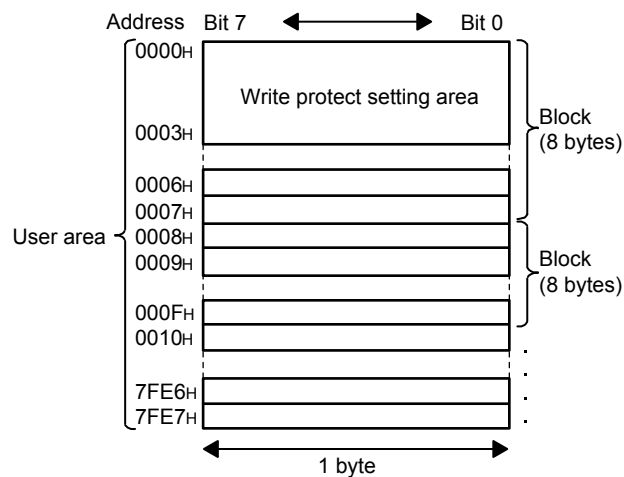 Address Bit 7 Bit 0
0000H
Write protect setting area
0003H
Block
(8 bytes)
0006H
0007H
User area
0008H
0009H
Block
(8 bytes)
000FH
0010H
.
.
.
7FE6H
7FE7H
.
1 byte